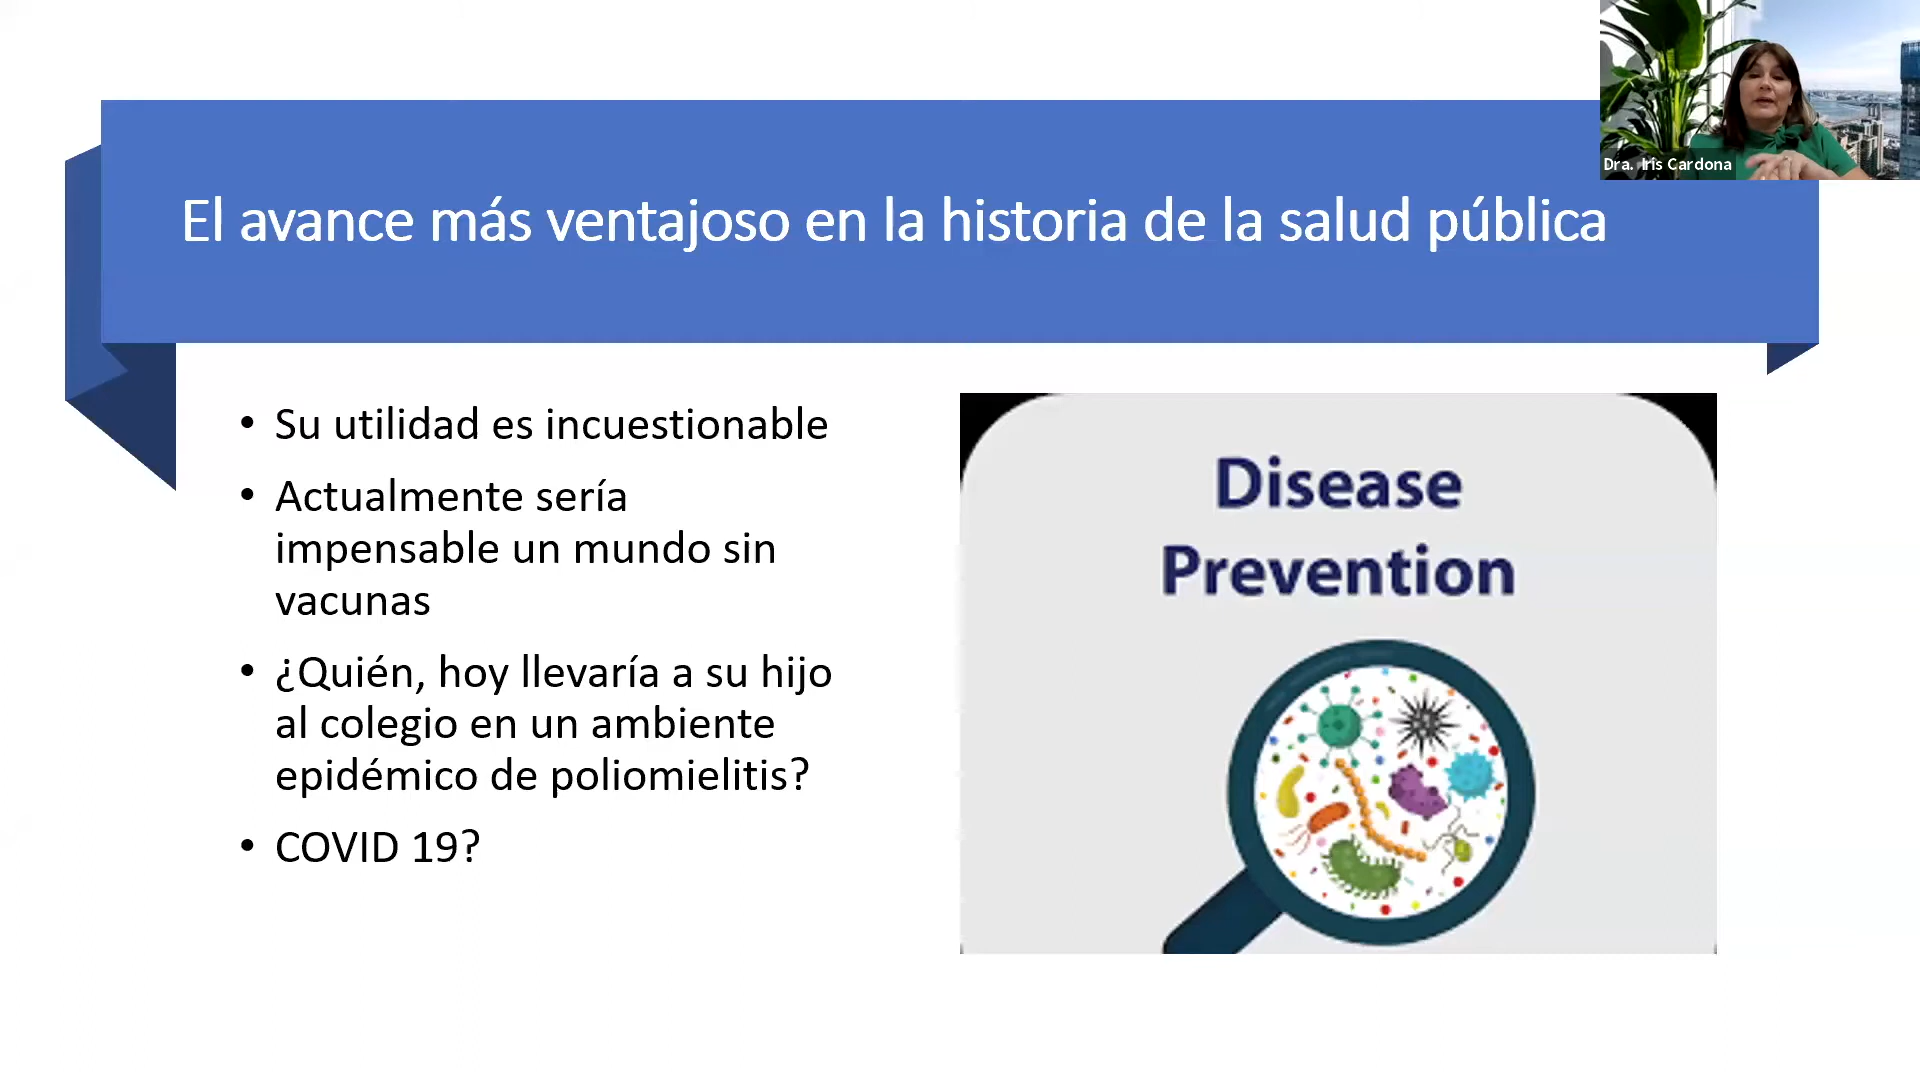 Dra. Iris Cardona
El avance más ventajoso en la historia de la salud pública
• Su utilidad es incuestionable
• Actualmente sería
impensable un mundo sin
vacunas
• ¿Quién, hoy llevaría a su hijo
al colegio en un ambiente
epidémico de poliomielitis?
• COVID 19?
Disease
Prevention